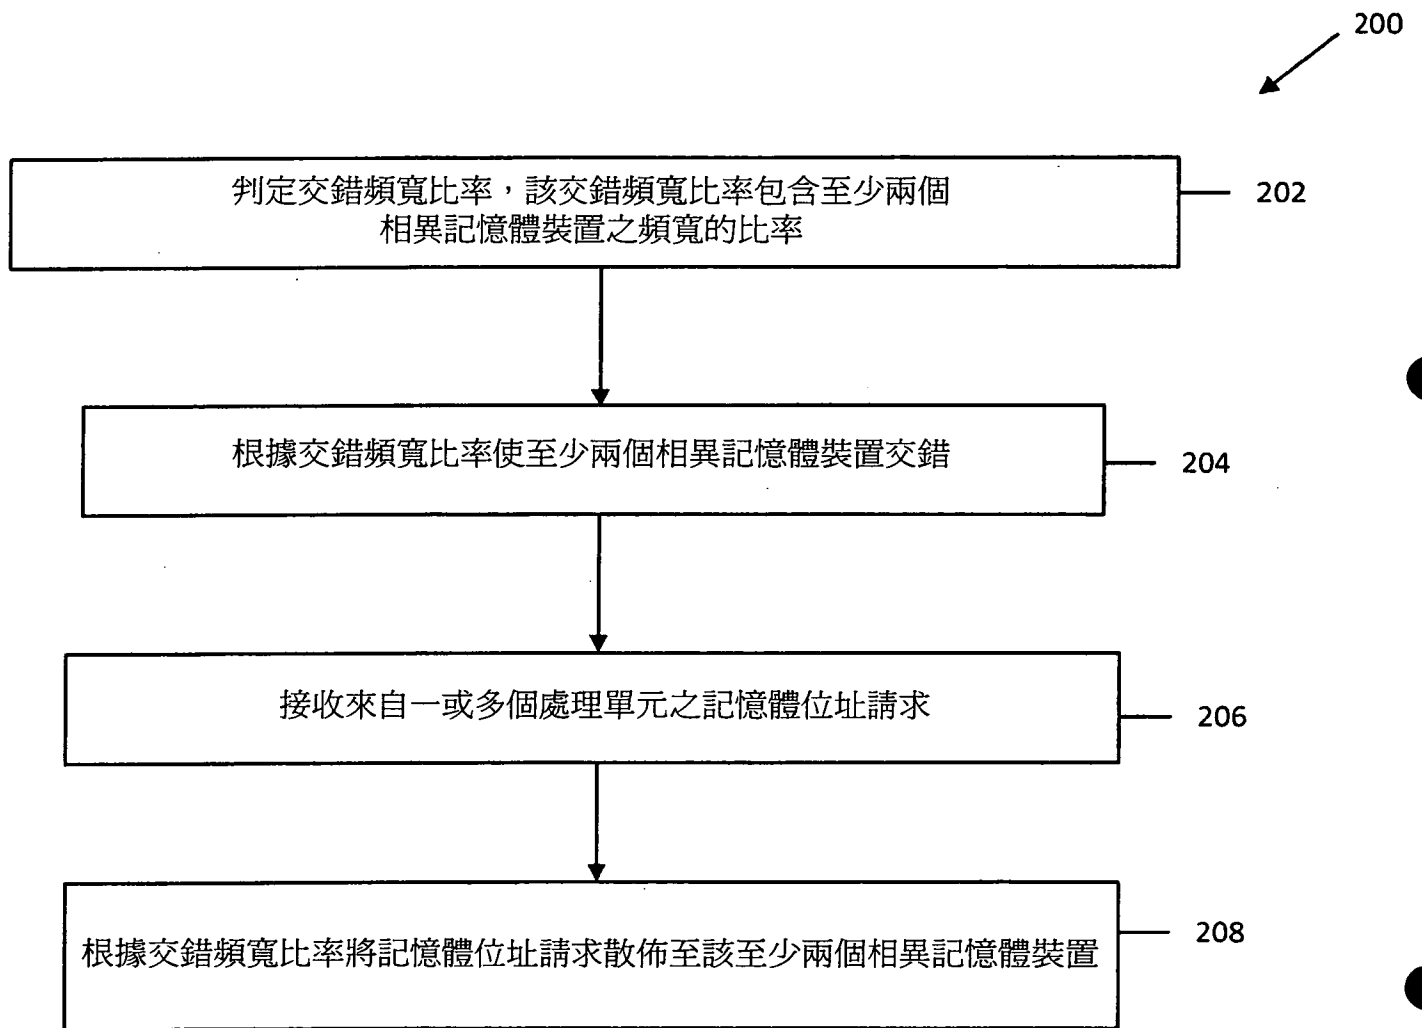 200
判定交錯頻寬比率，該交錯頻寬比率包含至少兩個
相異記憶體裝置之頻寬的比率
202
根據交錯頻寬比率使至少兩個相異記憶體裝置交錯
204
接收來自一或多個處理單元之記憶體位址請求
206
根據交錯頻寬比率將記憶體位址請求散佈至該至少兩個相異記憶體裝置
208